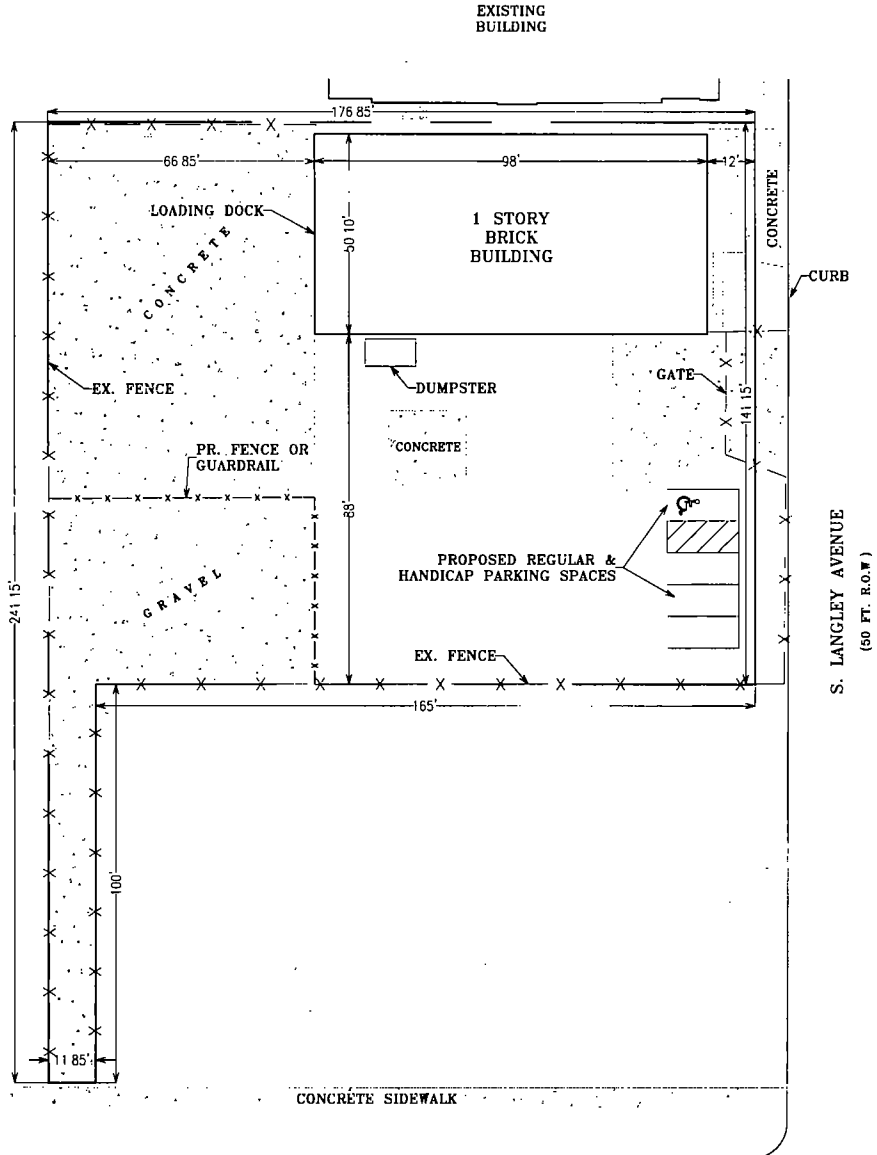 EXISTING
BUILDING
176 85'
66 85'
98'
12'
LOADING DOCK
50 10'
1 STORY
BRICK
BUILDING
CONCRETE
CONCRETE
CURB
EX. FENCE
DUMPSTER
GATE
141 15'
PR. FENCE OR
GUARDRAIL
CONCRETE
88'
241 15'
GRAVEL
PROPOSED REGULAR &
HANDICAP PARKING SPACES
S. LANGLEY AVENUE
(50 FT. R.O.W)
EX. FENCE
165'
100'
11 85'
CONCRETE SIDEWALK